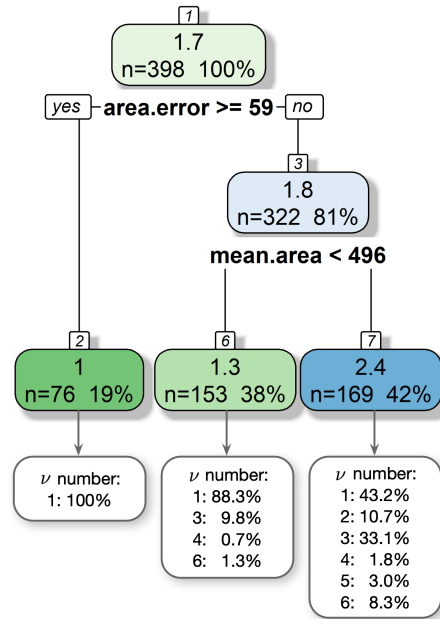 1
1.7
n=398 100%
yes area.error >= 59 no
3
1.8
n=322 81%
mean.area < 496
2
1
n=76 19%
6
1.3
n=153 38%
7
2.4
n=169 42%
ν number:
1: 100%
ν number:
1: 88.3%
3: 9.8%
4: 0.7%
6: 1.3%
ν number:
1: 43.2%
2: 10.7%
3: 33.1%
4: 1.8%
5: 3.0%
6: 8.3%